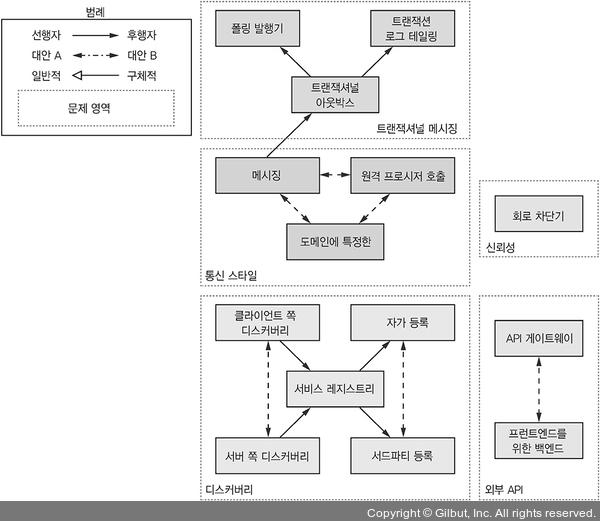 범례
선행자 후행자
대안 A 대안 B
일반적 구체적
문제 영역
폴링 발행기
트랜잭션
로그 테일링
트랜잭셔널
아웃박스
트랜잭셔널 메시징
메시징
원격 프로시저 호출
도메인에 특정한
통신 스타일
회로 차단기
신뢰성
클라이언트 쪽
디스커버리
자가 등록
서비스 레지스트리
서버 쪽 디스커버리
서드파티 등록
디스커버리
API 게이트웨이
프런트엔드를
위한 백엔드
외부 API
Copyright © Gilbut, Inc. All rights reserved.